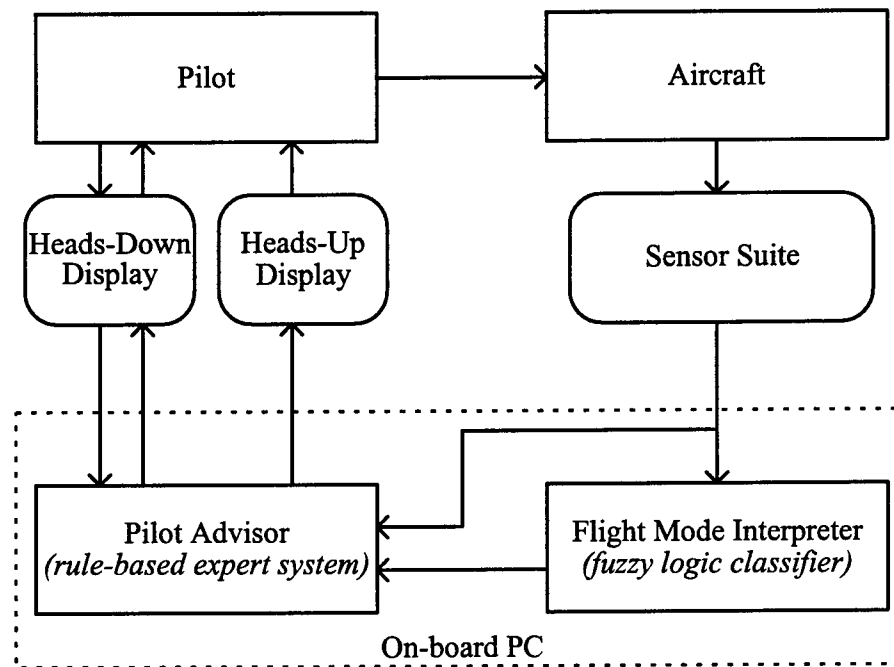 Pilot
Aircraft
Heads-Down
Display
Heads-Up
Display
Sensor Suite
Pilot Advisor
(rule-based expert system)
Flight Mode Interpreter
(fuzzy logic classifier)
On-board PC